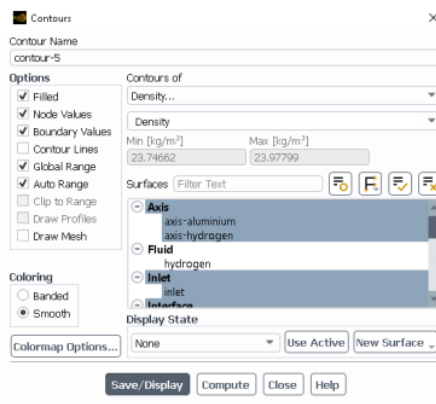 Contours
Contour Name
contour-5
Options
Filled
Node Values
Boundary Values
Contour Lines
Global Range
Auto Range
Clip to Range
Draw Profiles
Draw Mesh
Coloring
Banded
Smooth
Colormap Options...
Contours of
Density...
Density
Min [kg/m³] Max [kg/m³]
23.74662 23.97799
Surfaces Filter Text
Axis
axis-aluminium
axis-hydrogen
Fluid
hydrogen
Inlet
inlet
Interface
Display State
None Use Active New Surface
Save/Display Compute Close Help